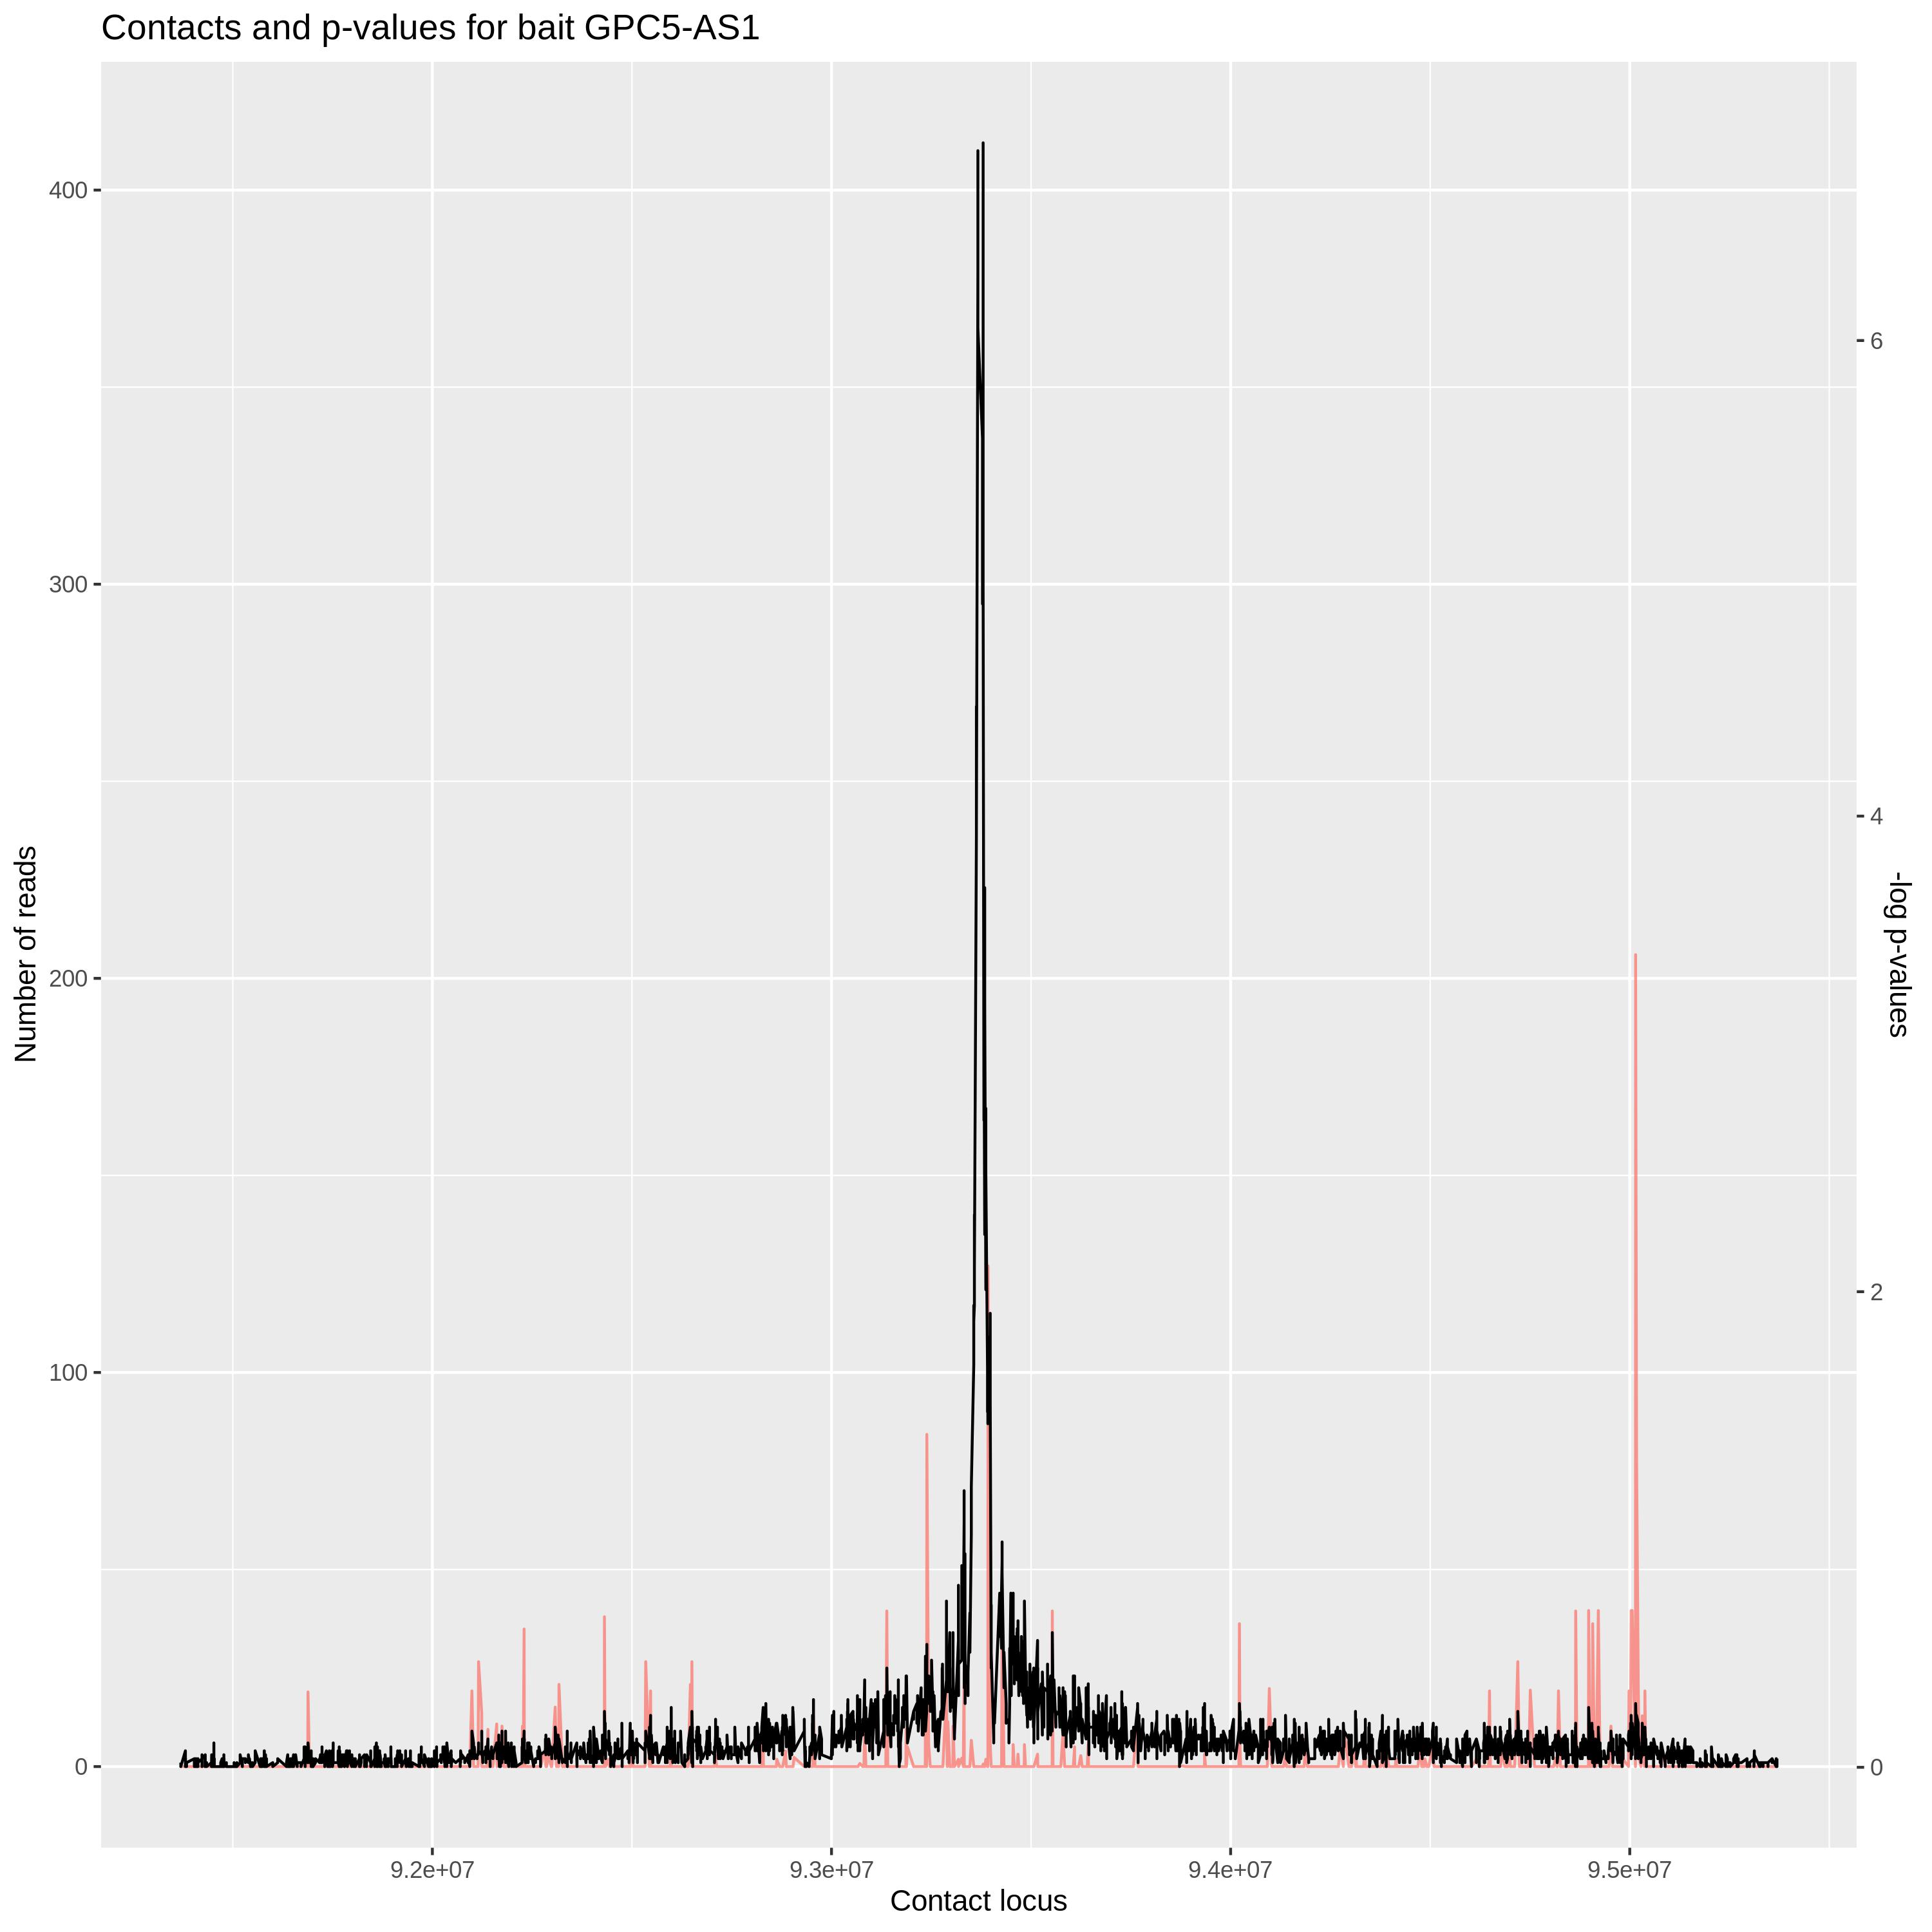 Contacts and p-values for bait GPC5-AS1
400
300
200
100
0
Number of reads
6
4
2
0
-log p-values
9.2e+07
9.3e+07
9.4e+07
9.5e+07
Contact locus